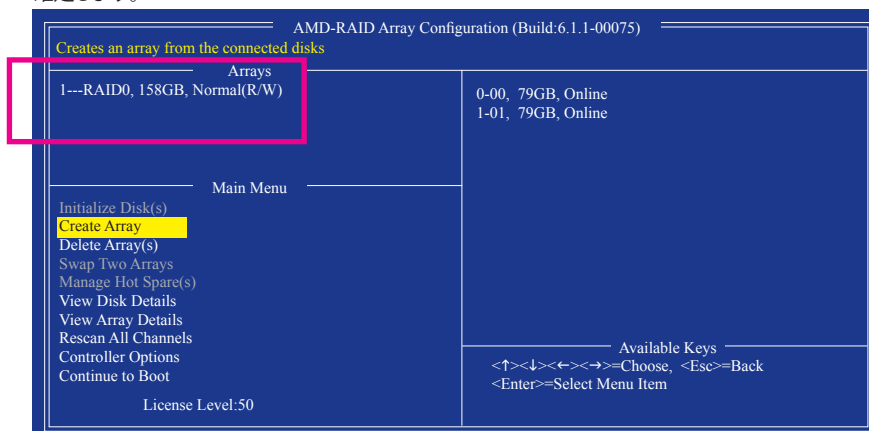 AMD-RAID Array Configuration (Build:6.1.1-00075)
Creates an array from the connected disks
Arrays
1---RAID0, 158GB, Normal(R/W)
0-00, 79GB, Online
1-01, 79GB, Online
Main Menu
Initialize Disk(s)
Create Array
Delete Array(s)
Swap Two Arrays
Manage Hot Spare(s)
View Disk Details
View Array Details
Rescan All Channels
Controller Options
Continue to Boot
License Level:50
Available Keys
<↑><↓><←><→>=Choose, <Esc>=Back
<Enter>=Select Menu Item